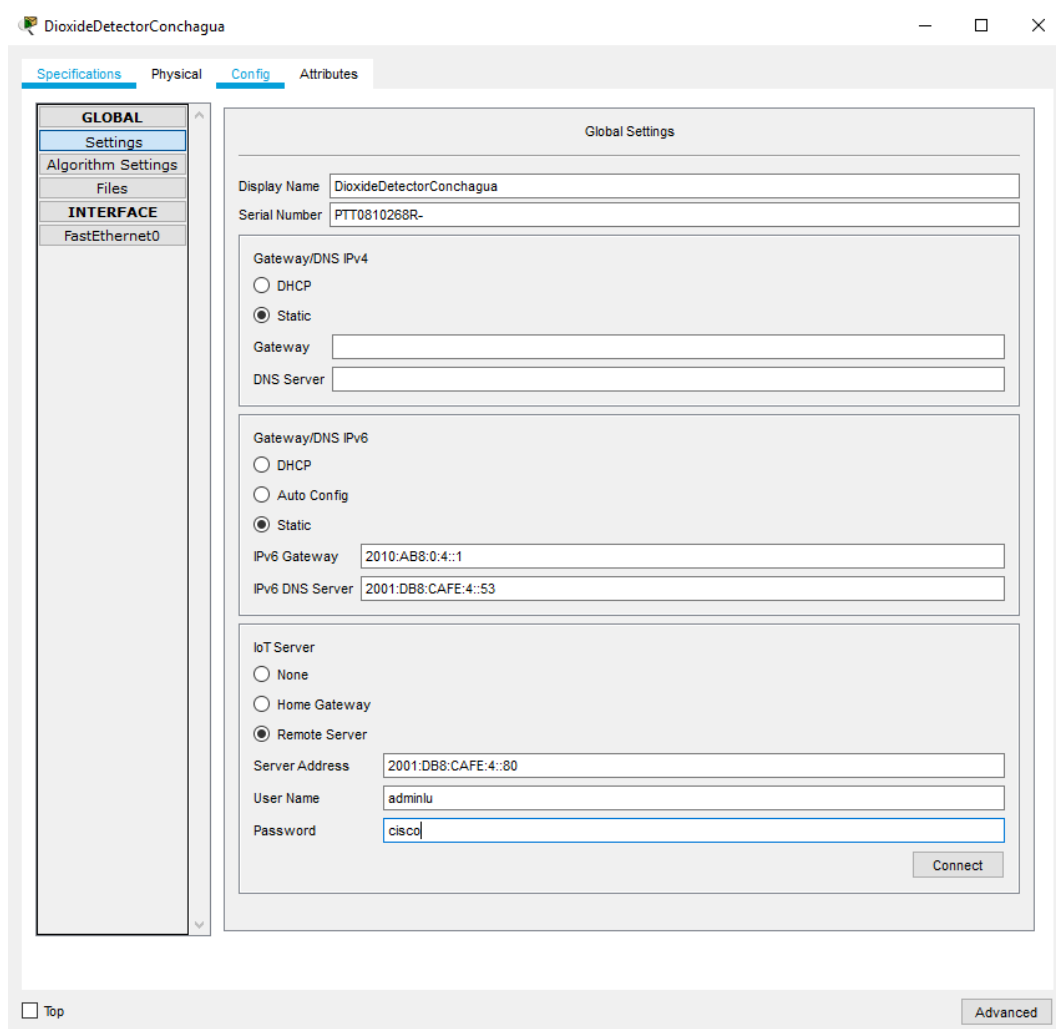 DioxideDetectorConchagua
Specifications Physical Config Attributes
GLOBAL
Settings
Algorithm Settings
Files
INTERFACE
FastEthernet0
Global Settings
Display Name DioxideDetectorConchagua
Serial Number PTT0810268R-
Gateway/DNS IPv4
DHCP
Static
Gateway
DNS Server
Gateway/DNS IPv6
DHCP
Auto Config
Static
IPv6 Gateway 2010:AB8:0:4::1
IPv6 DNS Server 2001:DB8:CAFE:4::53
IoT Server
None
Home Gateway
Remote Server
Server Address 2001:DB8:CAFE:4::80
User Name adminlu
Password cisco
Connect
Top Advanced